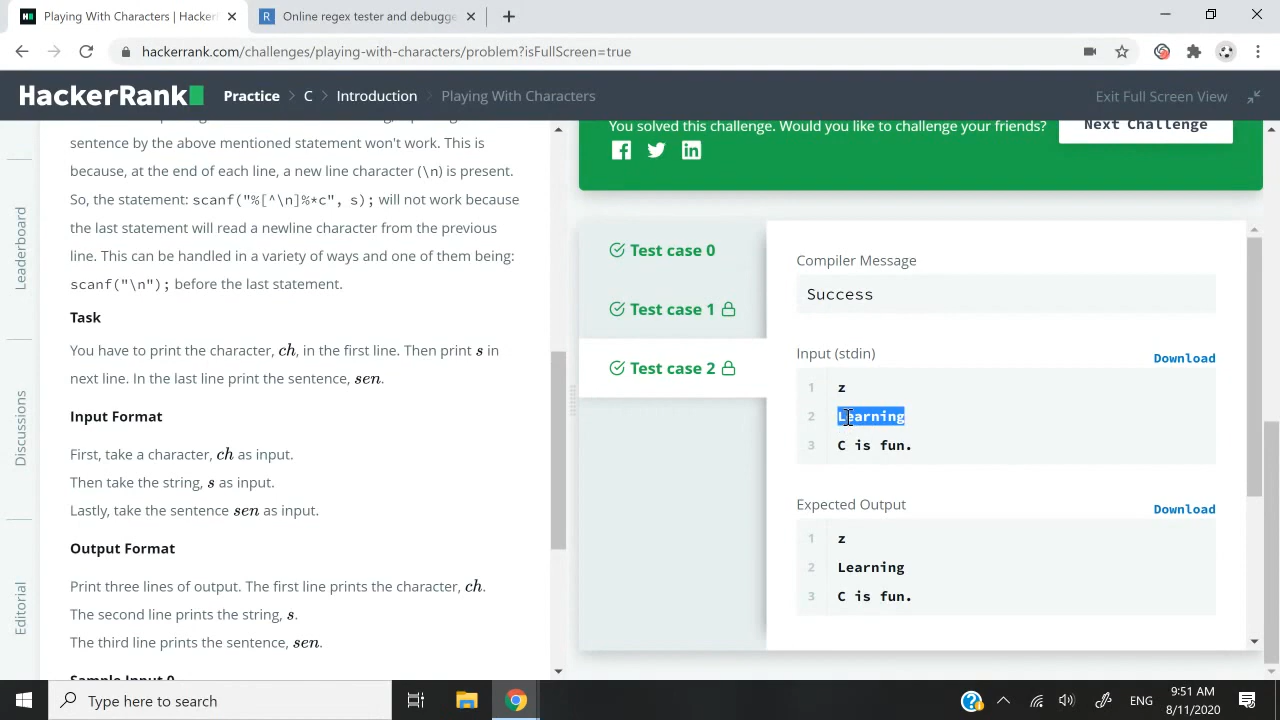 Playing With Characters | Hacker
Online regex tester and debugge
hackerrank.com/challenges/playing-with-characters/problem?isFullScreen=true
HackerRank
Practice > C > Introduction > Playing With Characters
Exit Full Screen View
Leaderboard
Discussions
Editorial
sentence by the above mentioned statement won't work. This is
because, at the end of each line, a new line character (\n) is present.
So, the statement: scanf("%[^\n]%*c", s); will not work because
the last statement will read a newline character from the previous
line. This can be handled in a variety of ways and one of them being:
scanf("\n"); before the last statement.
Task
You have to print the character, ch, in the first line. Then print s in
next line. In the last line print the sentence, sen.
Input Format
First, take a character, ch as input.
Then take the string, s as input.
Lastly, take the sentence sen as input.
Output Format
Print three lines of output. The first line prints the character, ch.
The second line prints the string, s.
The third line prints the sentence, sen.
Sample Input 0
You solved this challenge. Would you like to challenge your friends?
Next Challenge
Test case 0
Test case 1
Test case 2
Compiler Message
Success
Input (stdin)
Download
1 z
2 Learning
3 C is fun.
Expected Output
Download
1 z
2 Learning
3 C is fun.
Type here to search
ENG
9:51 AM
8/11/2020